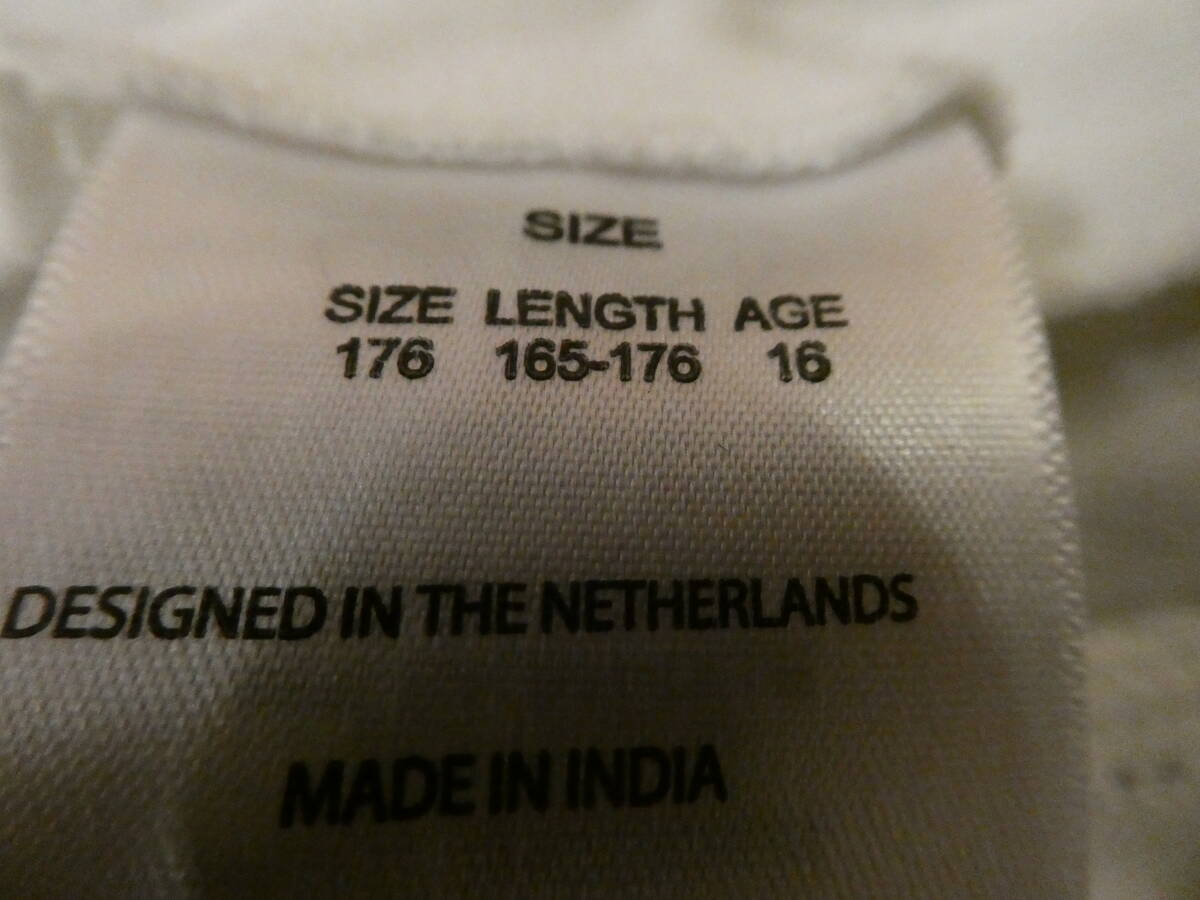 SIZE
SIZE LENGTH AGE
176 165-176 16
DESIGNED IN THE NETHERLANDS
MADE IN INDIA